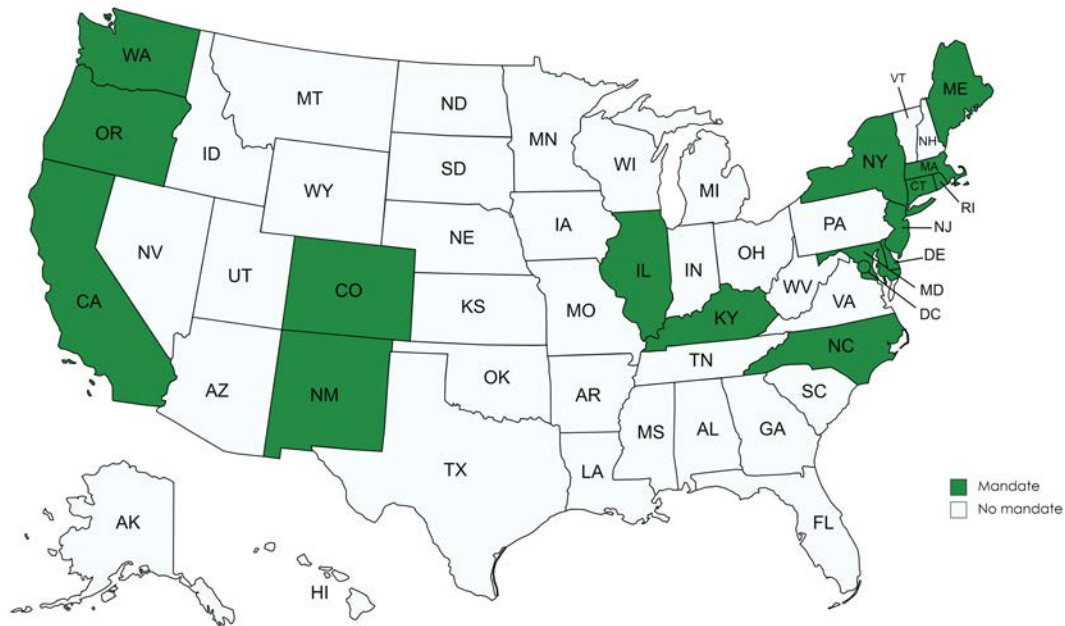 WA
MT
ND
MN
VT
ME
OR
ID
SD
WI
NH
NY
MA
WY
MI
CT
RI
IA
PA
NJ
NV
NE
OH
UT
IL
IN
DE
CA
CO
WV
MD
KS
MO
VA
DC
KY
NC
TN
AZ
NM
OK
AR
SC
MS
AL
GA
TX
LA
Mandate
No mandate
AK
FL
HI